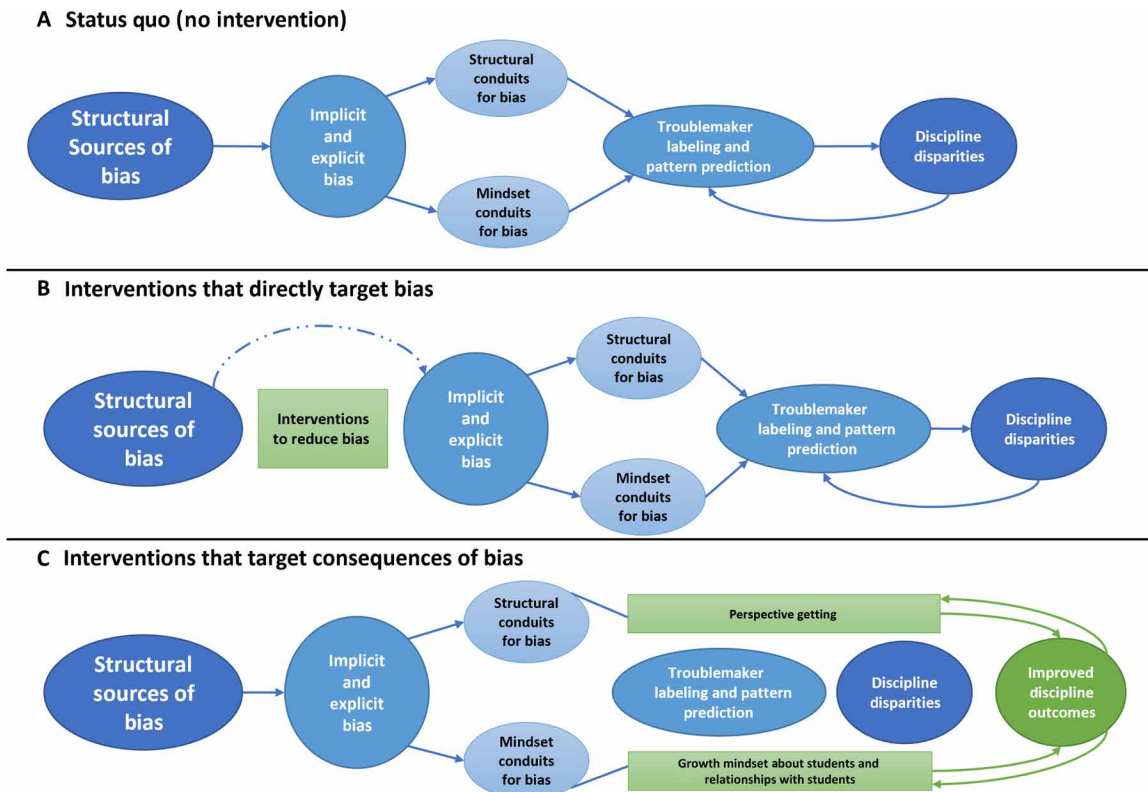 A Status quo (no intervention)
Structural
Sources of
bias
Implicit
and
explicit
bias
Structural
conduits
for bias
Mindset
conduits
for bias
Troublemaker
labeling and
pattern prediction
Discipline
disparities
B Interventions that directly target bias
Structural
sources of
bias
Interventions
to reduce bias
Implicit
and
explicit
bias
Structural
conduits
for bias
Mindset
conduits
for bias
Troublemaker
labeling and pattern
prediction
Discipline
disparities
C Interventions that target consequences of bias
Structural
sources of
bias
Implicit
and
explicit
bias
Structural
conduits
for bias
Mindset
conduits
for bias
Perspective getting
Troublemaker
labeling and pattern
prediction
Discipline
disparities
Improved
discipline
outcomes
Growth mindset about students and
relationships with students